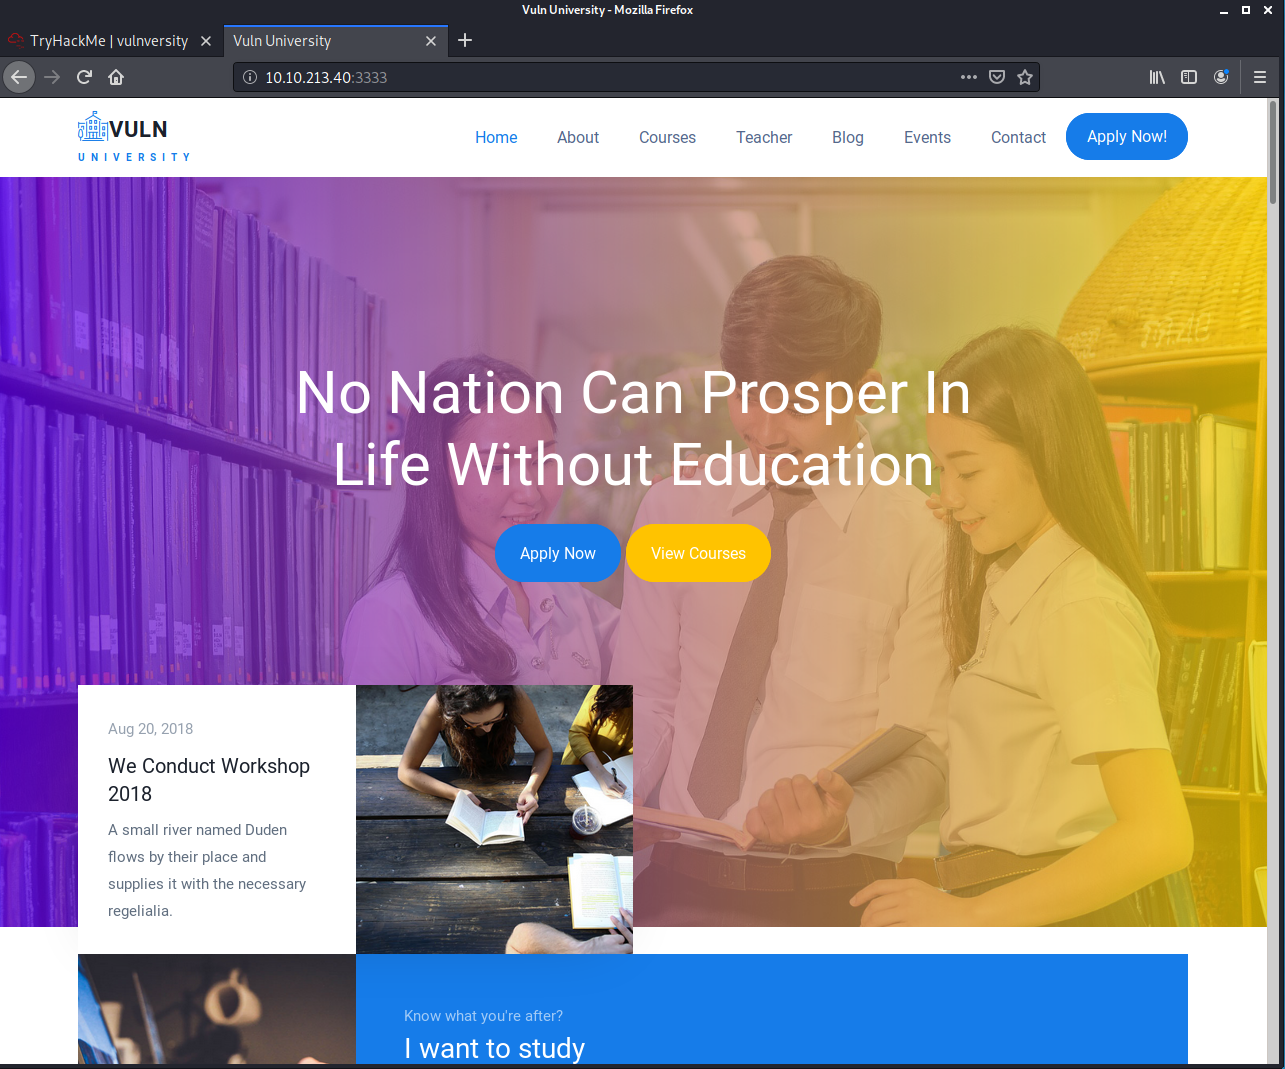 Vuln University - Mozilla Firefox
TryHackMe | vulnversity
Vuln University
10.10.213.40:3333
VULN
UNIVERSITY
Home
About
Courses
Teacher
Blog
Events
Contact
Apply Now!
No Nation Can Prosper In
Life Without Education
Apply Now
View Courses
Aug 20, 2018
We Conduct Workshop
2018
A small river named Duden
flows by their place and
supplies it with the necessary
regelialia.
Know what you're after?
I want to study